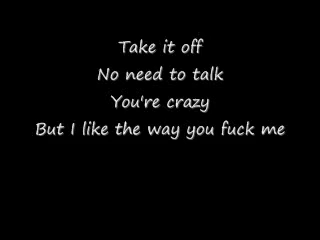 Take it off
No need to talk
You're crazy
But I like the way you fuck me